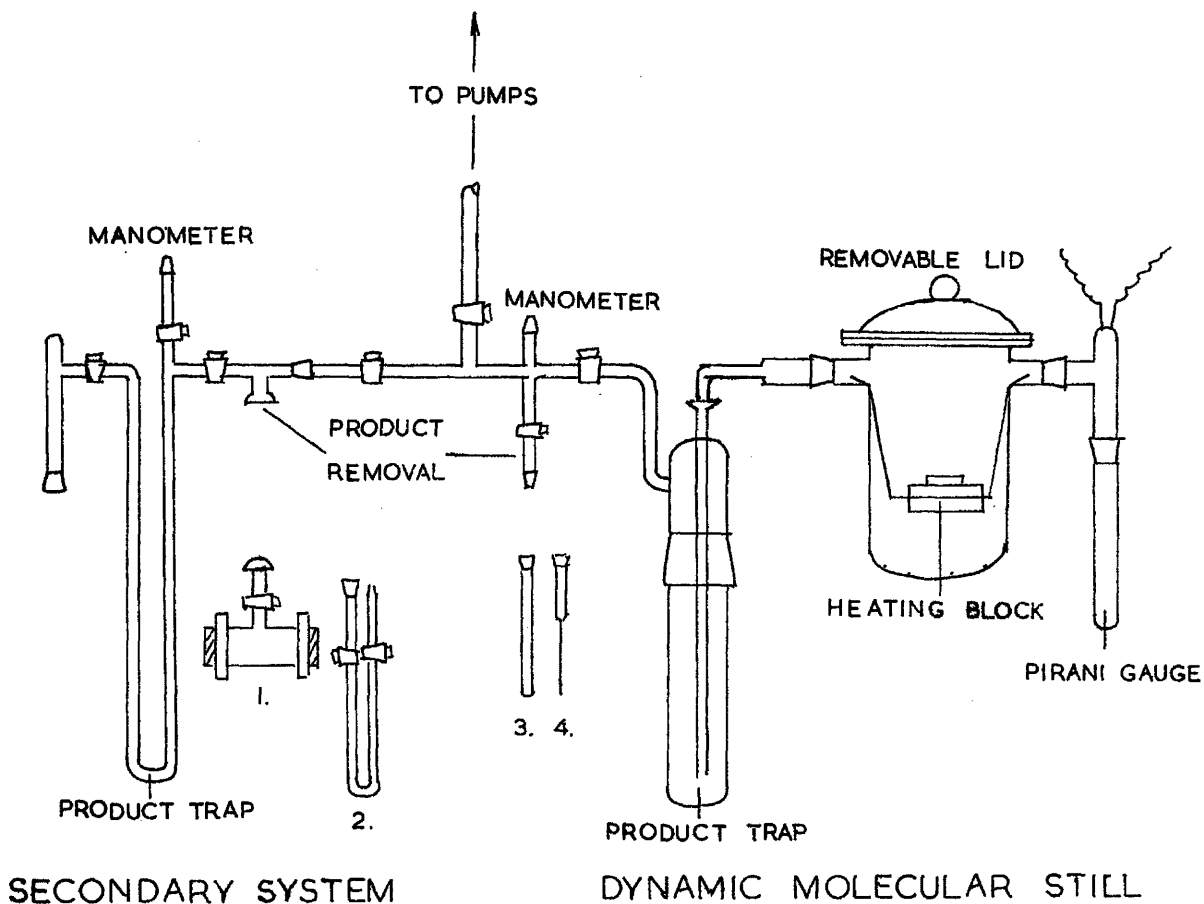 TO PUMPS
MANOMETER
REMOVABLE LID
MANOMETER
PRODUCT
REMOVAL
HEATING BLOCK
PIRANI GAUGE
1.
3. 4.
PRODUCT TRAP
2.
PRODUCT TRAP
SECONDARY SYSTEM
DYNAMIC MOLECULAR STILL